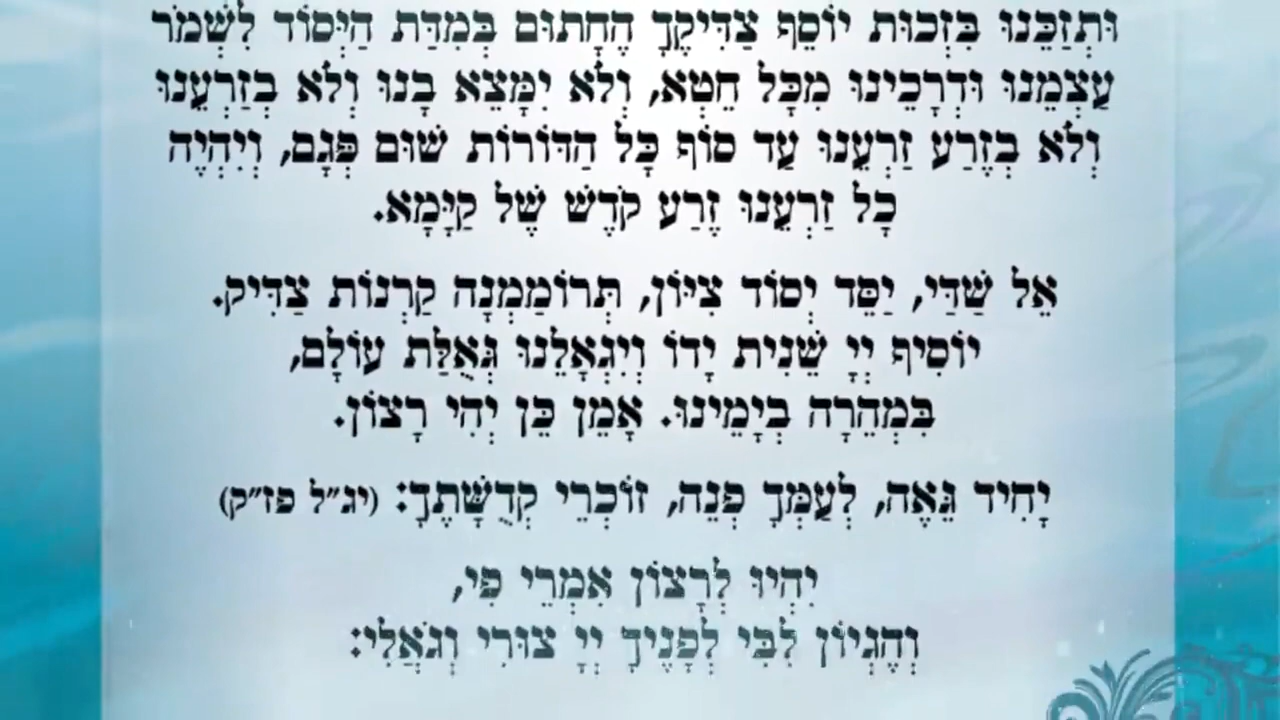 וּתְזַכֵּנוּ בִּזְכוּת יוֹסֵף צַדִּיקֶךָ הֶחָתוּם בְּמִדַּת הַיְּסוֹד לִשְׁמֹר
עַצְמֵנוּ וּדְרָכֵינוּ מִכָּל חֵטְא, וְלֹא יִמָּצֵא בָנוּ וְלֹא בְזַרְעֵנוּ
וְלֹא בְזֶרַע זַרְעֵנוּ עַד סוֹף כָּל הַדּוֹרוֹת שׁוּם פְּגָם, וְיִהְיֶה
כָל זַרְעֵנוּ זֶרַע קֹדֶשׁ שֶׁל קַיָּמָא.
אֵל שַׁדַּי, יַסֵּד יְסוֹד צִיּוֹן, תְּרוֹמַמְנָה קַרְנוֹת צַדִּיק.
יוֹסִיף יְיָ שֵׁנִית יָדוֹ וְיִגְאָלֵנוּ גְּאֻלַּת עוֹלָם,
בִּמְהֵרָה בְיָמֵינוּ. אָמֵן כֵּן יְהִי רָצוֹן.
יָחִיד גֵּאֶה, לְעַמְּךָ פְּנֵה, זוֹכְרֵי קְדֻשָּׁתֶךָ: (יג״ל פז״ק)
יִהְיוּ לְרָצוֹן אִמְרֵי פִי,
וְהֶגְיוֹן לִבִּי לְפָנֶיךָ יְיָ צוּרִי וְגֹאֲלִי: